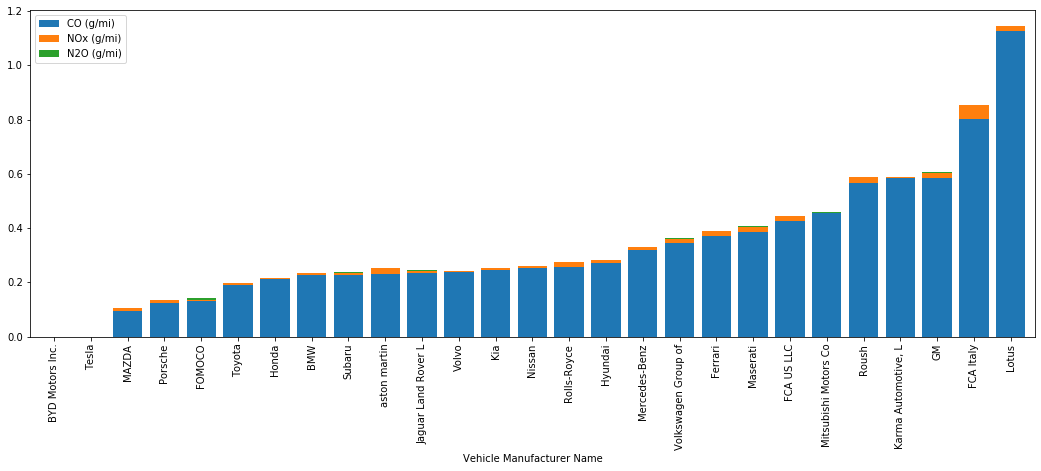 CO (g/mi)
NOx (g/mi)
N2O (g/mi)
1.2
1.0
0.8
0.6
0.4
0.2
0.0
BYD Motors Inc.
Tesla
MAZDA
Porsche
FOMOCO
Toyota
Honda
BMW
Subaru
aston martin
Jaguar Land Rover L
Volvo
Kia
Nissan
Rolls-Royce
Hyundai
Mercedes-Benz
Volkswagen Group of
Ferrari
Maserati
FCA US LLC
Mitsubishi Motors Co
Roush
Karma Automotive, L
GM
FCA Italy
Lotus
Vehicle Manufacturer Name